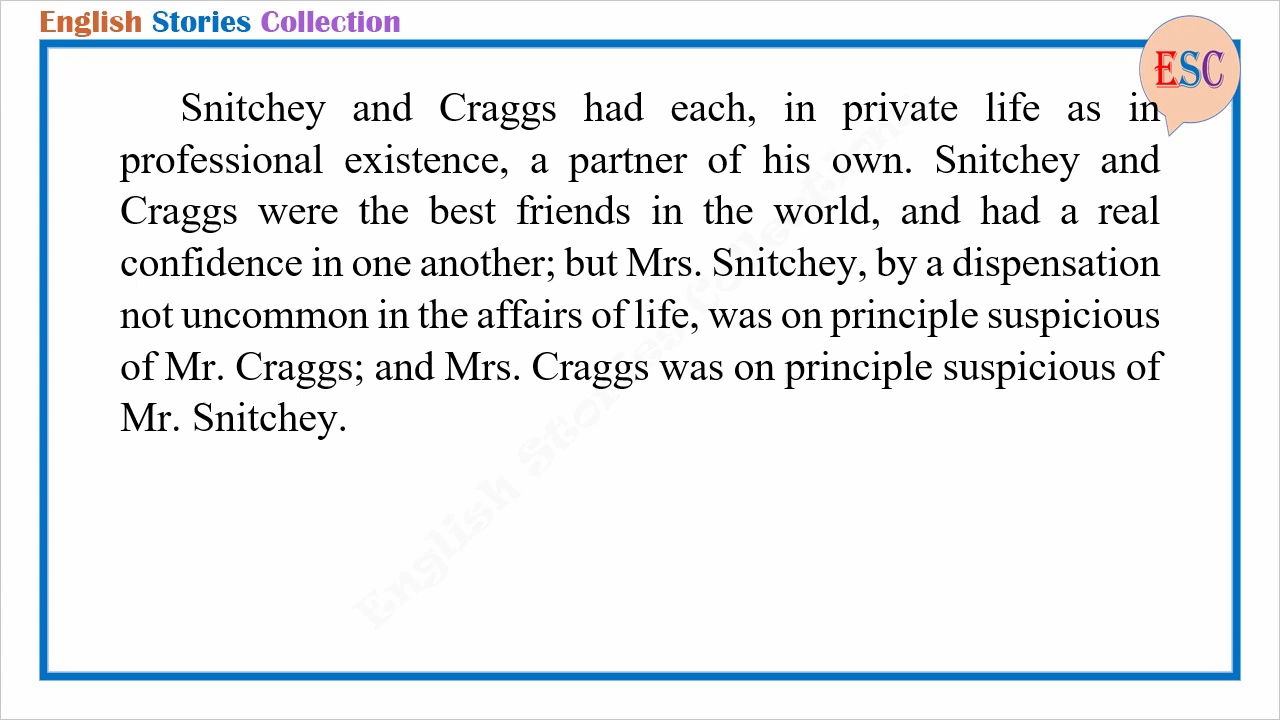 English Stories Collection
ESC
Snitchey and Craggs had each, in private life as in
professional existence, a partner of his own. Snitchey and
Craggs were the best friends in the world, and had a real
confidence in one another; but Mrs. Snitchey, by a dispensation
not uncommon in the affairs of life, was on principle suspicious
of Mr. Craggs; and Mrs. Craggs was on principle suspicious of
Mr. Snitchey.
English Stories Collection